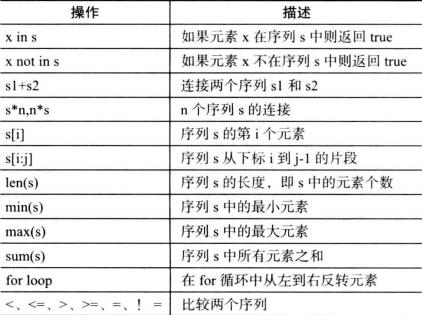 操作 描述
x in s 如果元素 x 在序列 s 中则返回 true
x not in s 如果元素 x 不在序列 s 中则返回 true
s1+s2 连接两个序列 s1 和 s2
s*n,n*s n 个序列 s 的连接
s[i] 序列 s 的第 i 个元素
s[i:j] 序列 s 从下标 i 到 j-1 的片段
len(s) 序列 s 的长度，即 s 中的元素个数
min(s) 序列 s 中的最小元素
max(s) 序列 s 中的最大元素
sum(s) 序列 s 中所有元素之和
for loop 在 for 循环中从左到右反转元素
<、<=、>、>=、=、！ = 比较两个序列